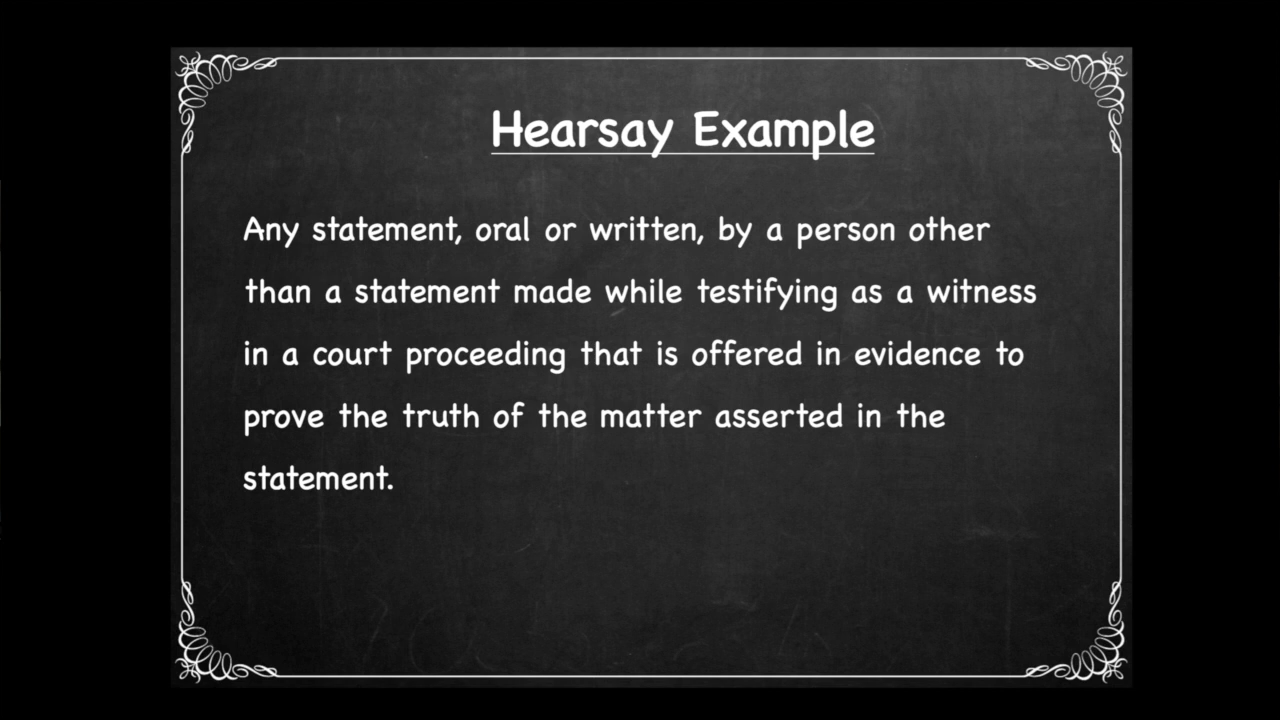 Hearsay Example
Any statement, oral or written, by a person other
than a statement made while testifying as a witness
in a court proceeding that is offered in evidence to
prove the truth of the matter asserted in the
statement.